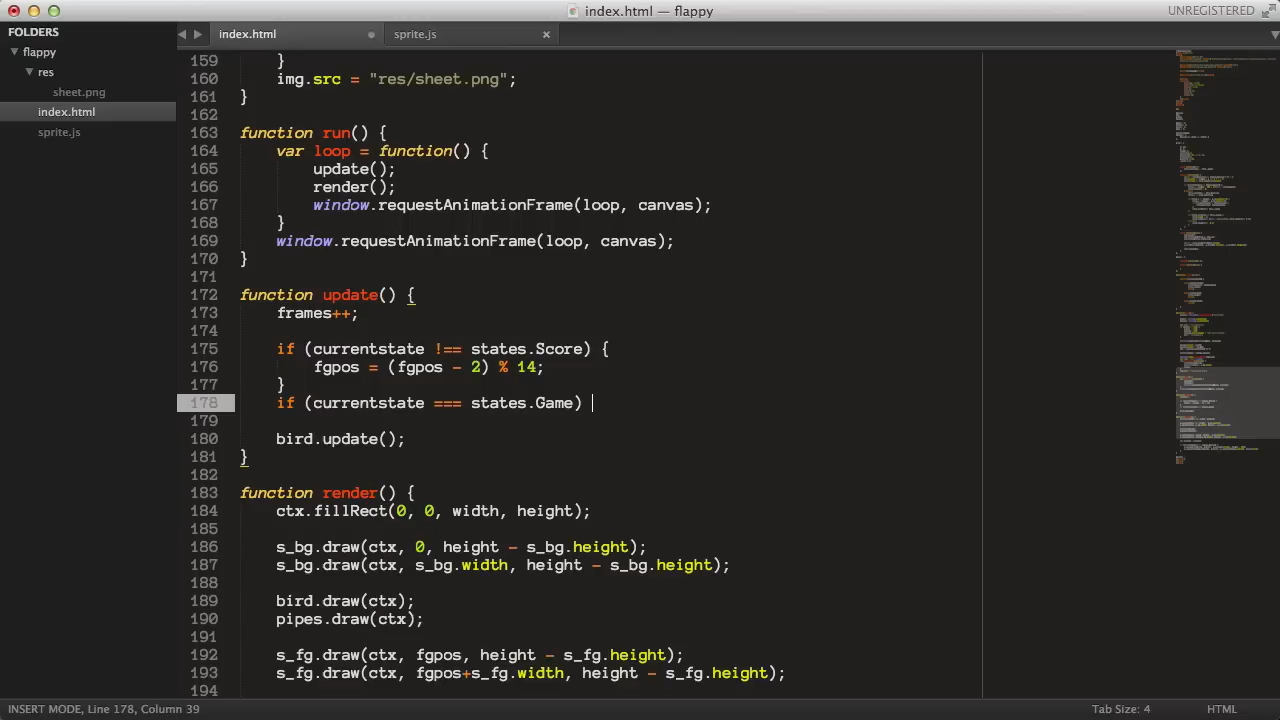 index.html — flappy
UNREGISTERED
FOLDERS
flappy
res
sheet.png
index.html
sprite.js
index.html
sprite.js
159 }
160 img.src = "res/sheet.png";
161 }
162
163 function run() {
164 var loop = function() {
165 update();
166 render();
167 window.requestAnimationFrame(loop, canvas);
168 }
169 window.requestAnimationFrame(loop, canvas);
170 }
171
172 function update() {
173 frames++;
174
175 if (currentstate !== states.Score) {
176 fgpos = (fgpos - 2) % 14;
177 }
178 if (currentstate === states.Game)
179
180 bird.update();
181 }
182
183 function render() {
184 ctx.fillRect(0, 0, width, height);
185
186 s_bg.draw(ctx, 0, height - s_bg.height);
187 s_bg.draw(ctx, s_bg.width, height - s_bg.height);
188
189 bird.draw(ctx);
190 pipes.draw(ctx);
191
192 s_fg.draw(ctx, fgpos, height - s_fg.height);
193 s_fg.draw(ctx, fgpos+s_fg.width, height - s_fg.height);
194
INSERT MODE, Line 178, Column 39
Tab Size: 4
HTML